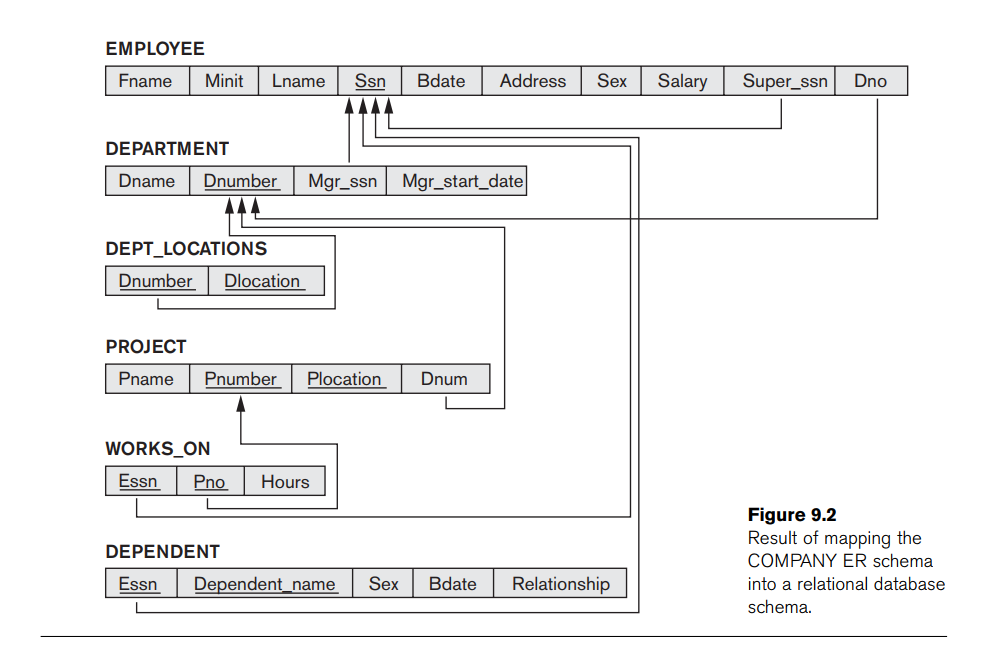 EMPLOYEE
Fname Minit Lname Ssn Bdate Address Sex Salary Super_ssn Dno
DEPARTMENT
Dname Dnumber Mgr_ssn Mgr_start_date
DEPT_LOCATIONS
Dnumber Dlocation
PROJECT
Pname Pnumber Plocation Dnum
WORKS_ON
Essn Pno Hours
DEPENDENT
Essn Dependent_name Sex Bdate Relationship
Figure 9.2
Result of mapping the
COMPANY ER schema
into a relational database
schema.